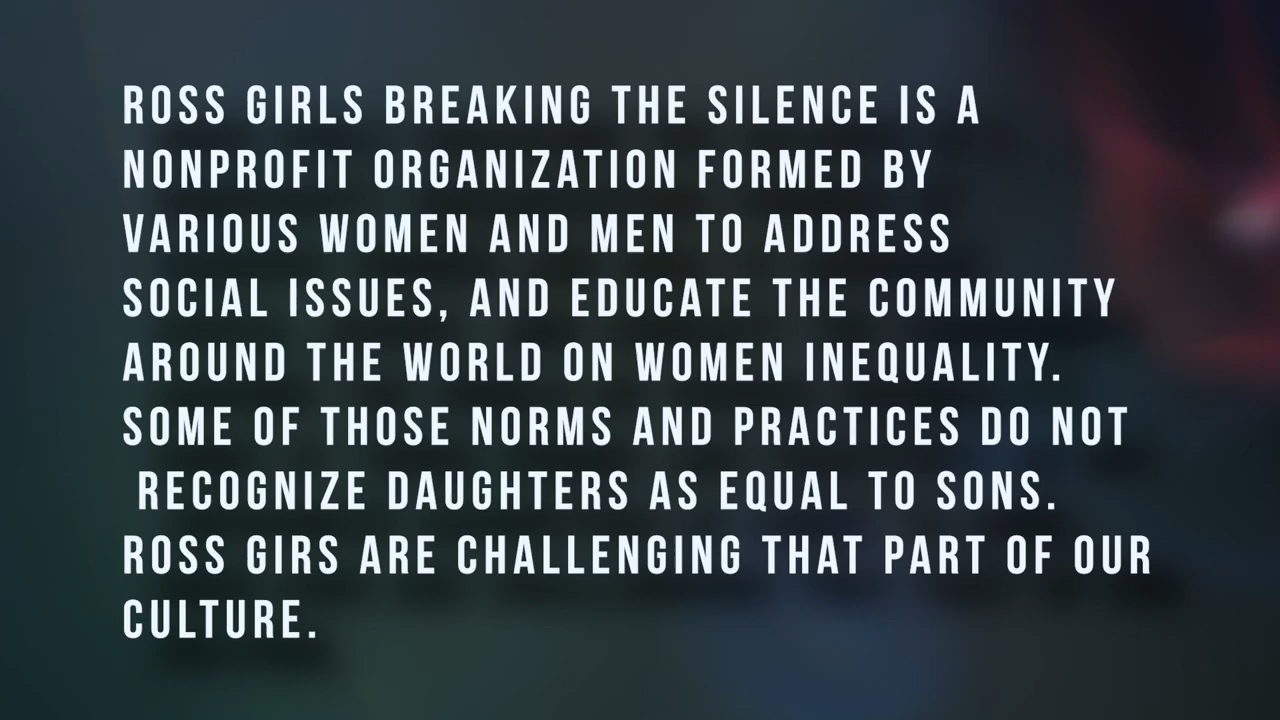 ROSS GIRLS BREAKING THE SILENCE IS A
NONPROFIT ORGANIZATION FORMED BY
VARIOUS WOMEN AND MEN TO ADDRESS
SOCIAL ISSUES, AND EDUCATE THE COMMUNITY
AROUND THE WORLD ON WOMEN INEQUALITY.
SOME OF THOSE NORMS AND PRACTICES DO NOT
RECOGNIZE DAUGHTERS AS EQUAL TO SONS.
ROSS GIRS ARE CHALLENGING THAT PART OF OUR
CULTURE.